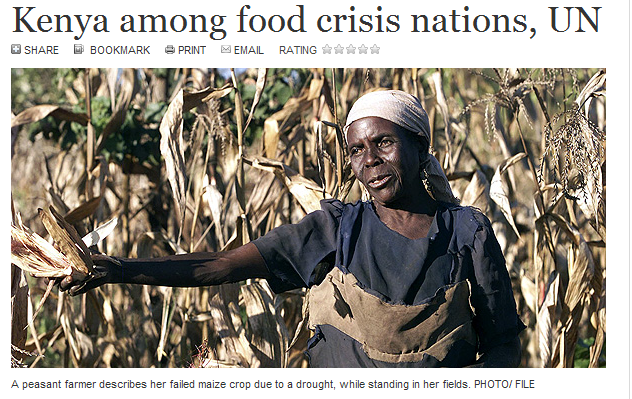 Kenya among food crisis nations, UN
SHARE BOOKMARK PRINT EMAIL RATING
A peasant farmer describes her failed maize crop due to a drought, while standing in her fields. PHOTO/ FILE